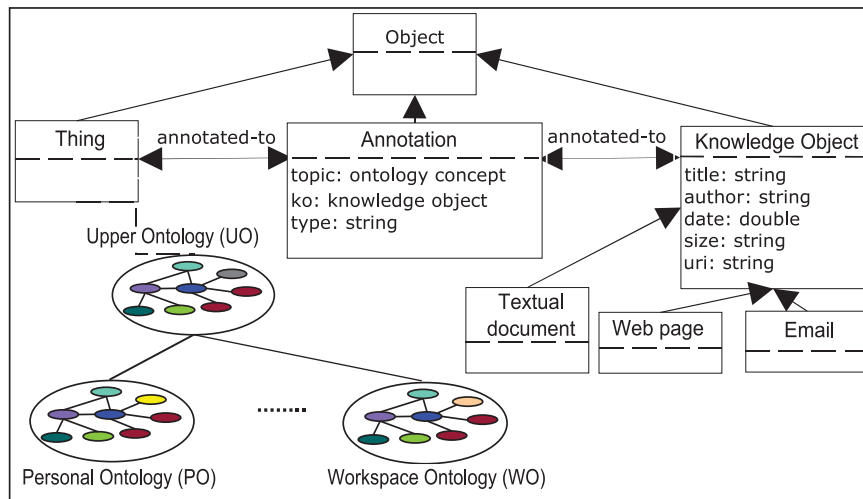 Object
Thing
annotated-to
Annotation
annotated-to
Knowledge Object
topic: ontology concept
ko: knowledge object
type: string
title: string
author: string
date: double
size: string
uri: string
Upper Ontology (UO)
Textual
document
Web page
Email
Personal Ontology (PO)
Workspace Ontology (WO)